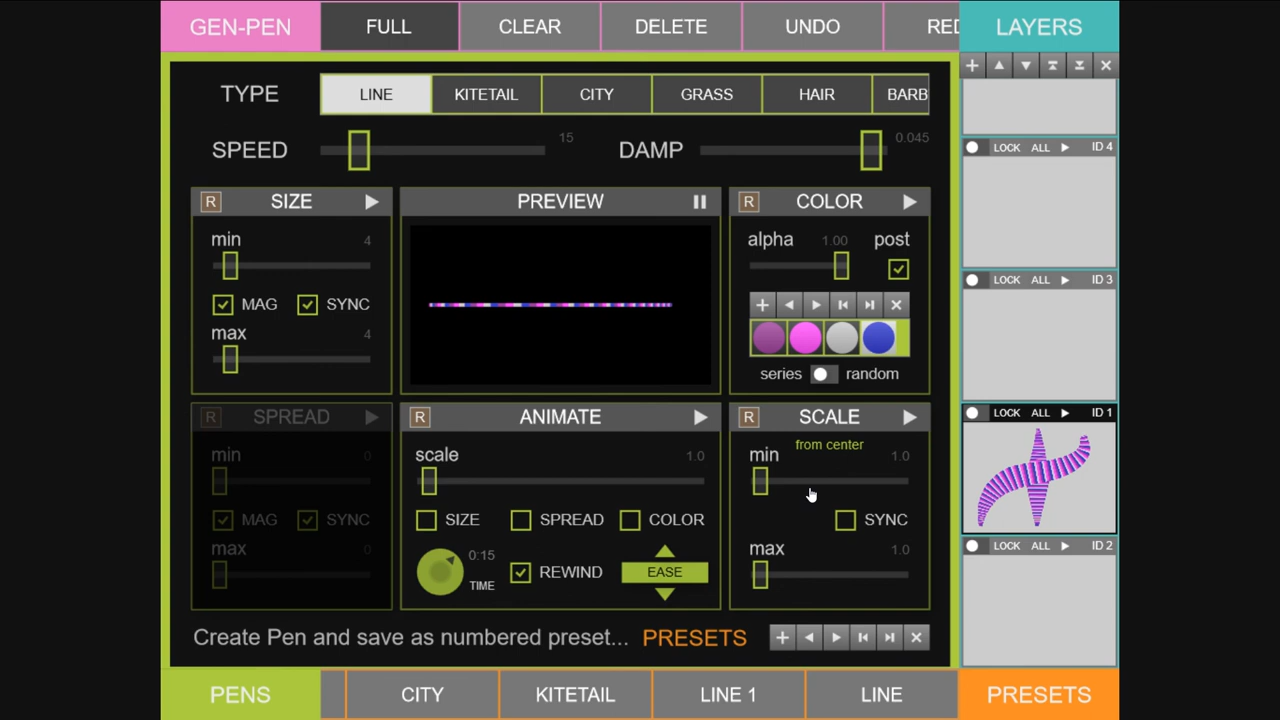 GEN-PEN FULL CLEAR DELETE UNDO RED LAYERS
TYPE LINE KITETAIL CITY GRASS HAIR BARB
SPEED 15 DAMP 0.045
R SIZE
min 4
MAG SYNC
max 4
PREVIEW
R COLOR
alpha 1.00 post
series random
R SPREAD
min 0
MAG SYNC
max 0
R ANIMATE
scale 1.0
SIZE SPREAD COLOR
0:15 TIME REWIND EASE
R SCALE
from center
min 1.0
SYNC
max 1.0
LOCK ALL ID 4
LOCK ALL ID 3
LOCK ALL ID 1
LOCK ALL ID 2
Create Pen and save as numbered preset... PRESETS
PENS CITY KITETAIL LINE 1 LINE PRESETS